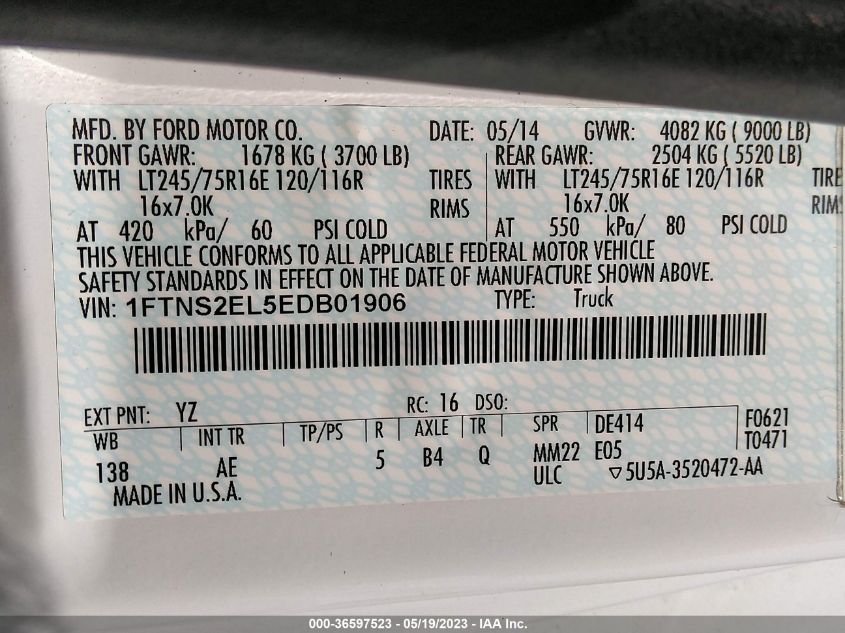 MFD. BY FORD MOTOR CO. DATE: 05/14 GVWR: 4082 KG ( 9000 LB)
FRONT GAWR: 1678 KG ( 3700 LB) REAR GAWR: 2504 KG ( 5520 LB)
WITH LT245/75R16E 120/116R TIRES WITH LT245/75R16E 120/116R TIRE
16x7.0K RIMS 16x7.0K RIMS
AT 420 kPa/ 60 PSI COLD AT 550 kPa/ 80 PSI COLD
THIS VEHICLE CONFORMS TO ALL APPLICABLE FEDERAL MOTOR VEHICLE
SAFETY STANDARDS IN EFFECT ON THE DATE OF MANUFACTURE SHOWN ABOVE.
VIN: 1FTNS2EL5EDB01906 TYPE: Truck
EXT PNT: YZ RC: 16 DSO:
WB INT TR TP/PS R AXLE TR SPR DE414 F0621
138 AE 5 B4 Q MM22 E05 T0471
MADE IN U.S.A. ULC ▽5U5A-3520472-AA
000-36597523 - 05/19/2023 - IAA Inc.